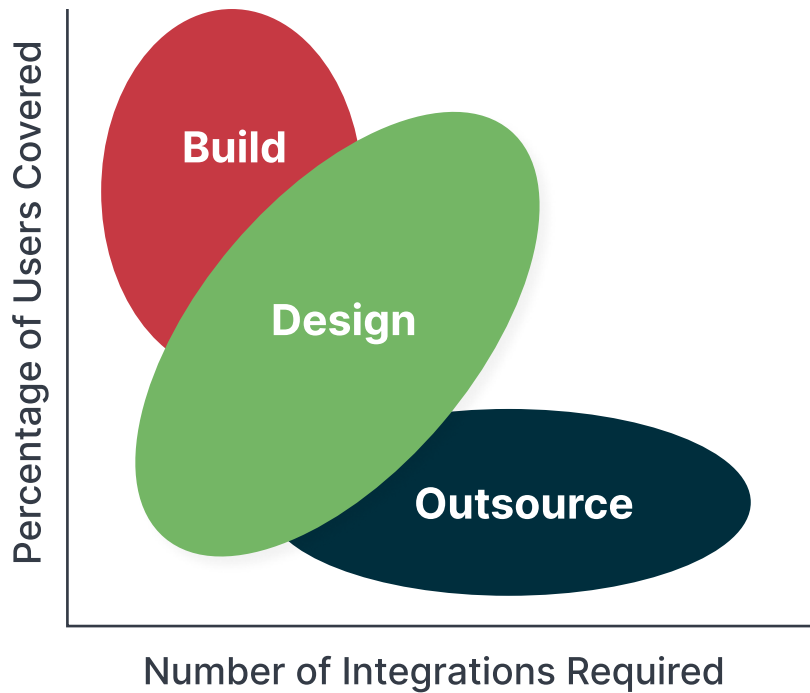 Percentage of Users Covered
Build
Design
Outsource
Number of Integrations Required